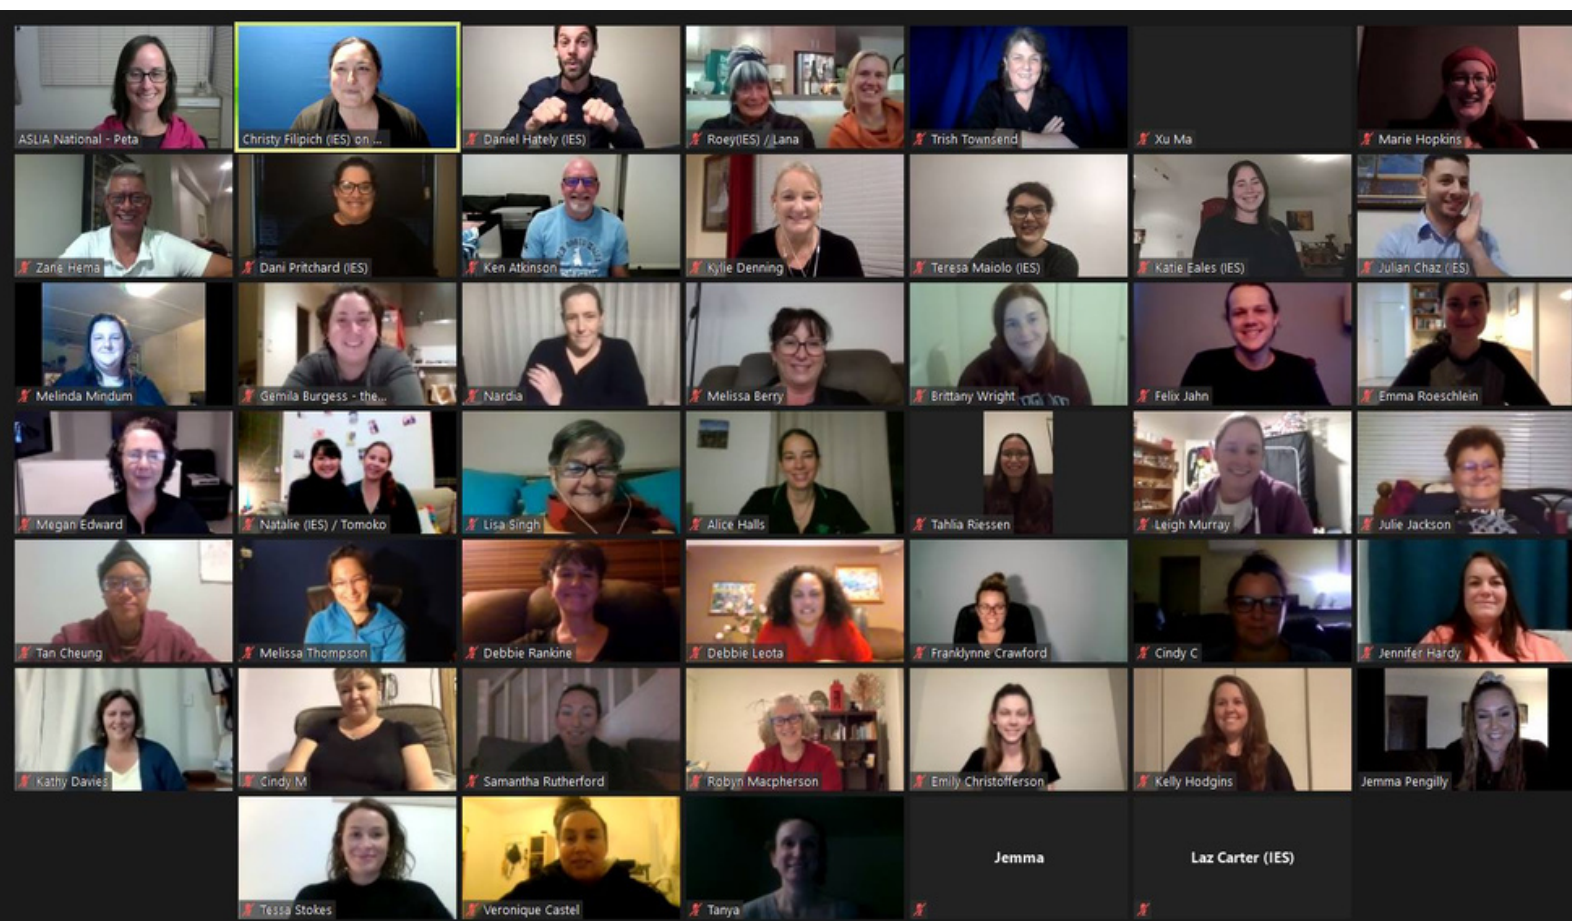 ASLIA National - Peta
Christy Filipich (IES) on ...
Daniel Hately (IES)
Roey(IES) / Lana
Trish Townsend
Xu Ma
Marie Hopkins
Zane Hema
Dani Pritchard (IES)
Ken Atkinson
Kylie Denning
Teresa Maiolo (IES)
Katie Eales (IES)
Julian Chaz (IES)
Melinda Mindum
Gemila Burgess - the...
Nardia
Melissa Berry
Brittany Wright
Felix Jahn
Emma Roeschlein
Megan Edward
Natalie (IES) / Tomoko
Lisa Singh
Alice Halls
Tahlia Riessen
Leigh Murray
Julie Jackson
Tan Cheung
Melissa Thompson
Debbie Rankine
Debbie Leota
Franklynne Crawford
Cindy C
Jennifer Hardy
Kathy Davies
Cindy M
Samantha Rutherford
Robyn Macpherson
Emily Christofferson
Kelly Hodgins
Jemma Pengilly
Tessa Stokes
Veronique Castel
Tanya
Jemma
Laz Carter (IES)